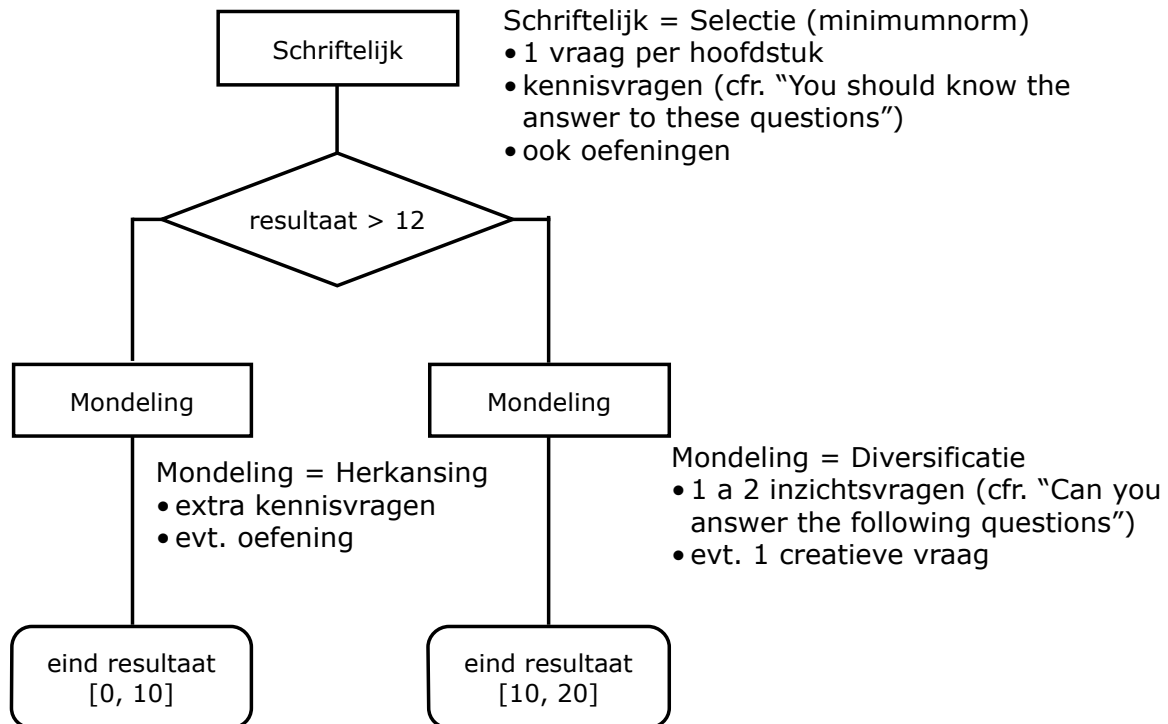 Schriftelijk
Schriftelijk = Selectie (minimumnorm)
• 1 vraag per hoofdstuk
• kennisvragen (cfr. “You should know the
answer to these questions”)
• ook oefeningen
resultaat > 12
Mondeling
Mondeling
Mondeling = Herkansing
• extra kennisvragen
• evt. oefening
Mondeling = Diversificatie
• 1 a 2 inzichtsvragen (cfr. “Can you
answer the following questions”)
• evt. 1 creatieve vraag
eind resultaat
[0, 10]
eind resultaat
[10, 20]